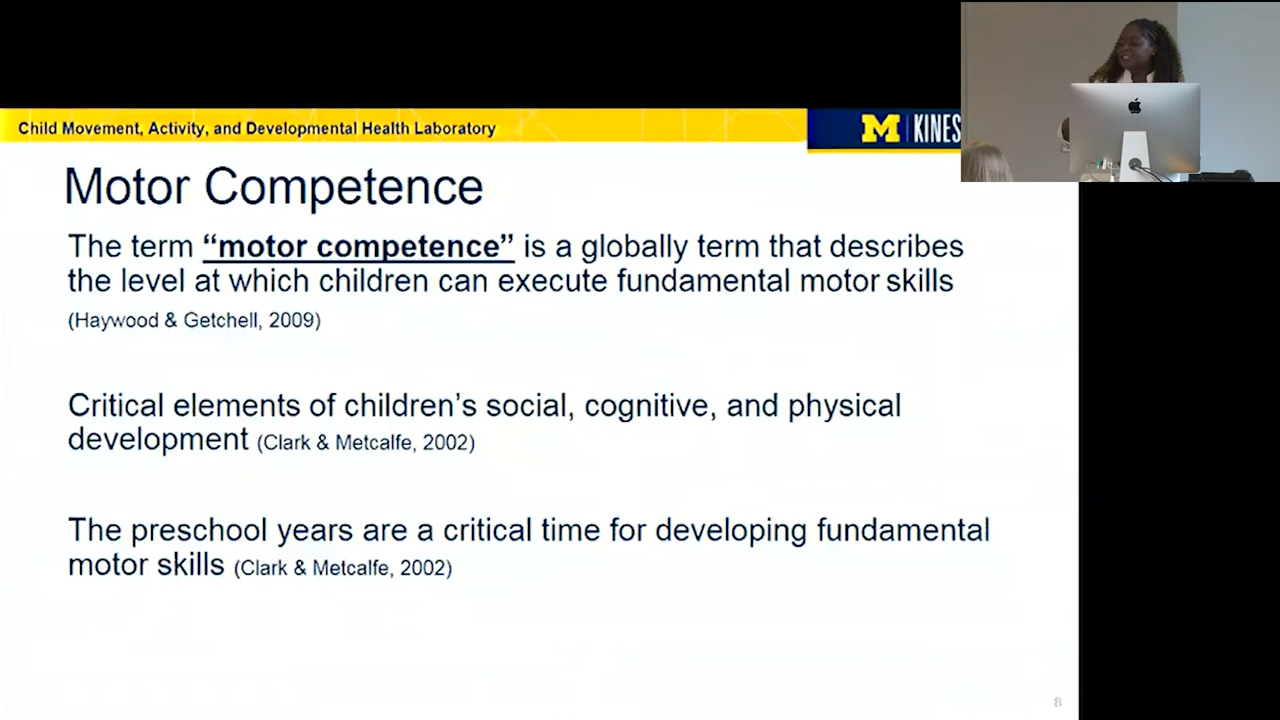 Child Movement, Activity, and Developmental Health Laboratory
M | KINES
Motor Competence
The term “motor competence” is a globally term that describes
the level at which children can execute fundamental motor skills
(Haywood & Getchell, 2009)
Critical elements of children’s social, cognitive, and physical
development (Clark & Metcalfe, 2002)
The preschool years are a critical time for developing fundamental
motor skills (Clark & Metcalfe, 2002)
8